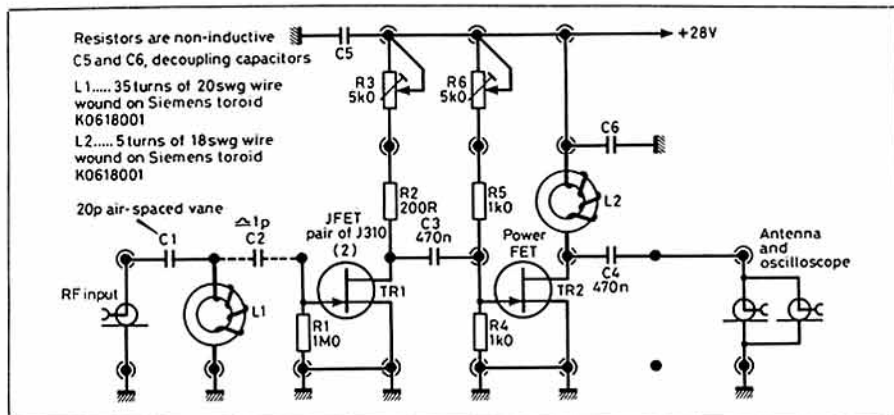 Resistors are non-inductive
C5 and C6, decoupling capacitors
L1..... 35 turns of 20swg wire
wound on Siemens toroid
K0618001
L2..... 5 turns of 18swg wire
wound on Siemens toroid
K0618001
C5
+28V
R3
5k0
R6
5k0
C6
L2
20p air-spaced vane
C1
≏1p
C2
JFET
pair of J310
(2)
R2
200R
C3
470n
R5
1k0
Power
FET
C4
470n
Antenna
and
oscilloscope
RF input
L1
R1
1M0
TR1
R4
1k0
TR2